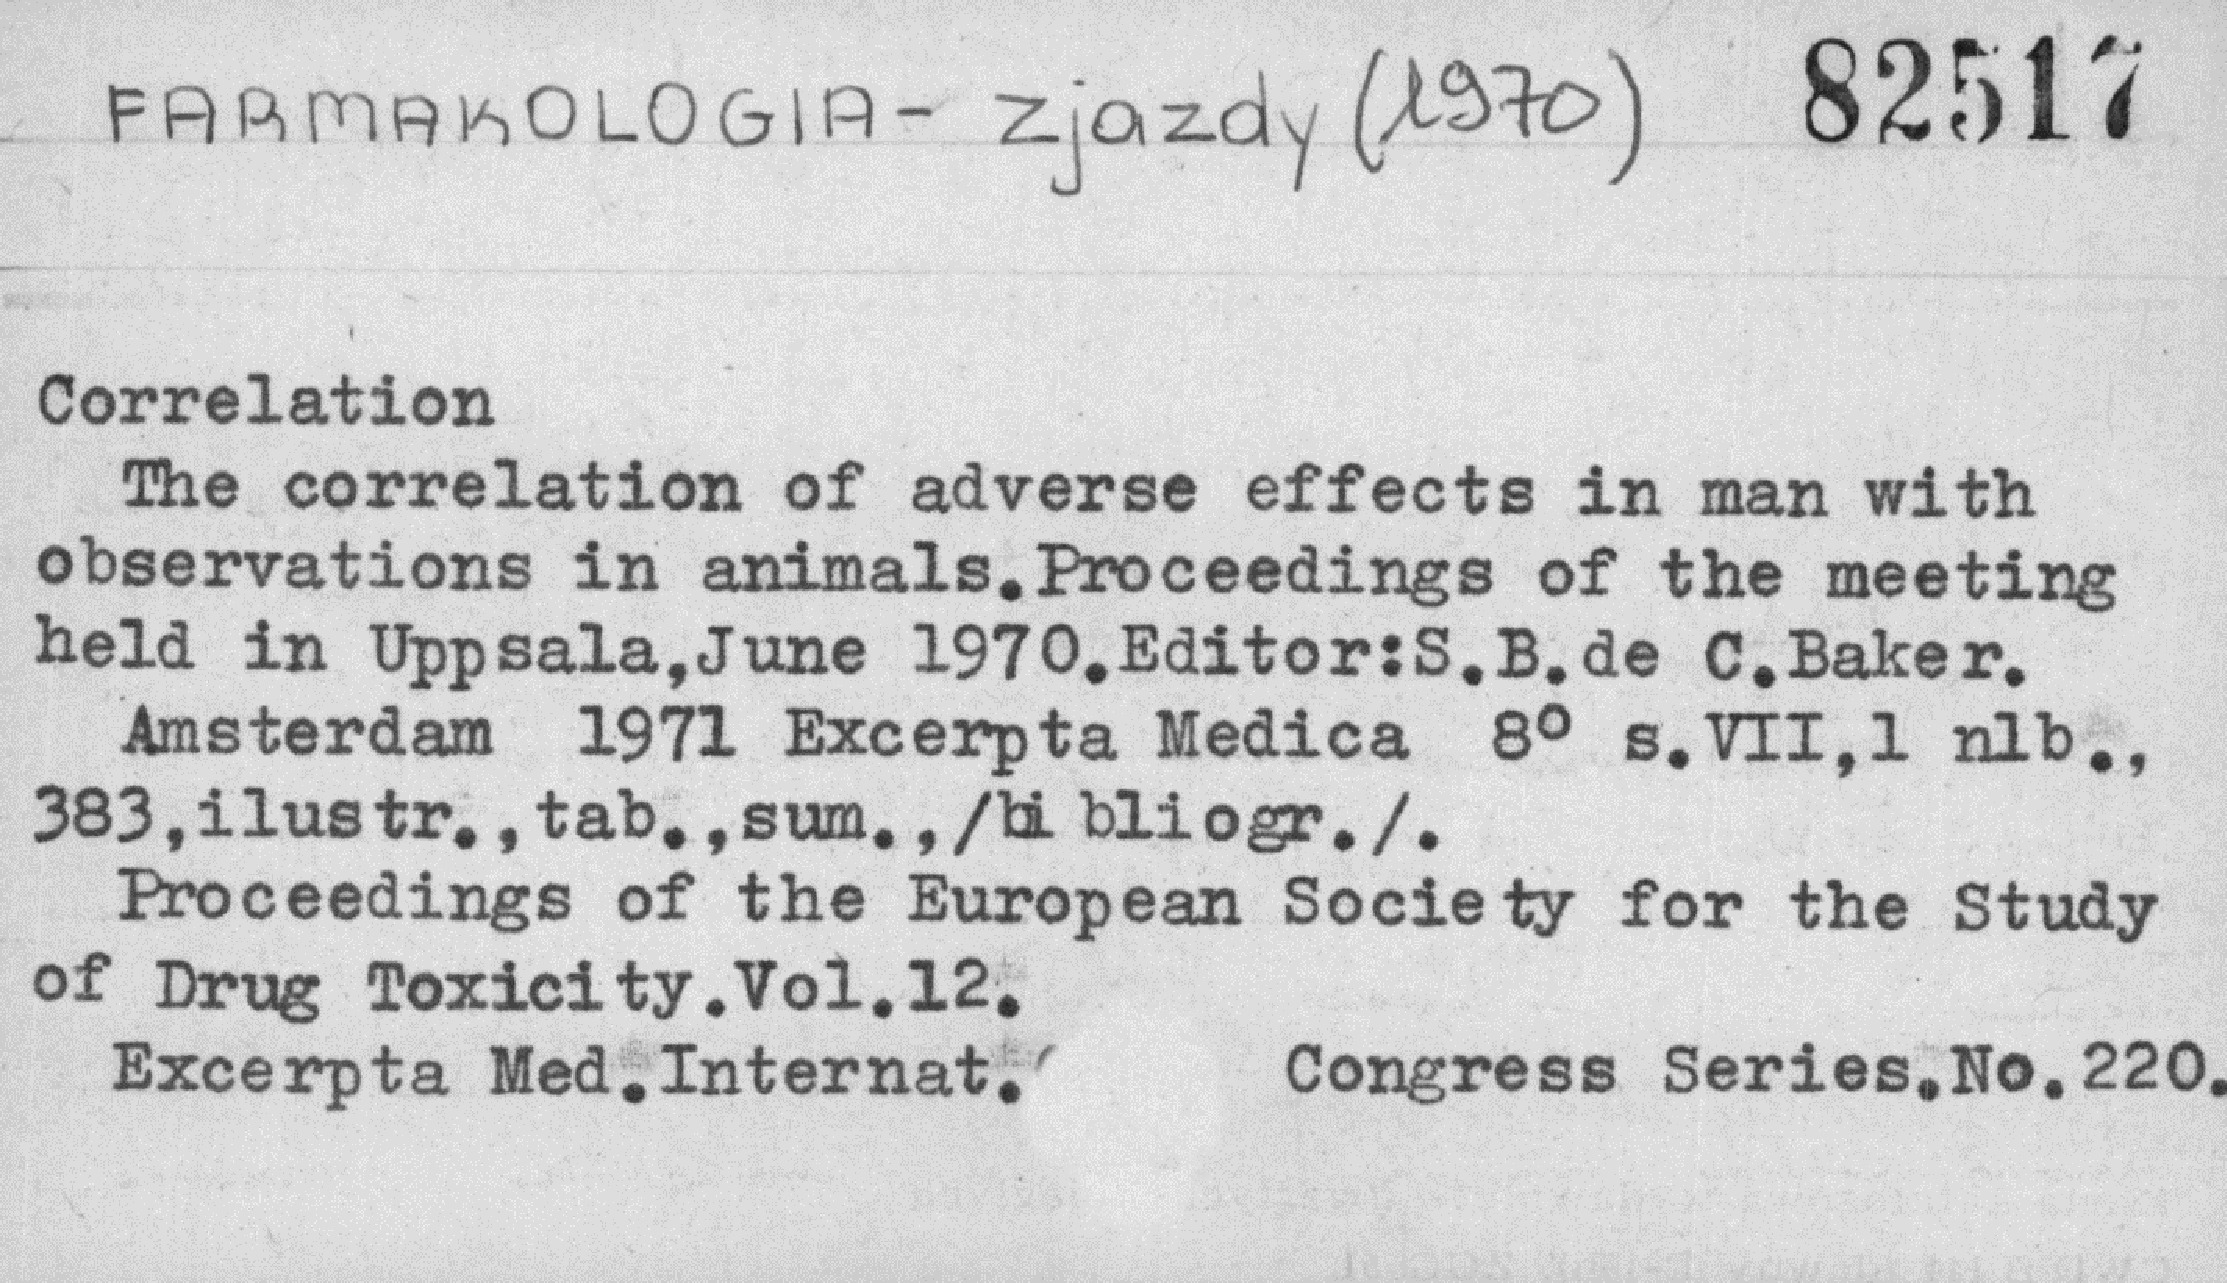 FARMAKOLOGIA - zjazdy (1970) 82517
Correlation
The correlation of adverse effects in man with
observations in animals.Proceedings of the meeting
held in Uppsala,June 1970.Editor:S.B.de C.Baker.
Amsterdam 1971 Excerpta Medica 8° s.VII,1 nlb.,
383,ilustr.,tab.,sum.,/bibliogr./.
Proceedings of the European Society for the Study
of Drug Toxicity.Vol.12.
Excerpta Med.Internat. Congress Series.No.220.